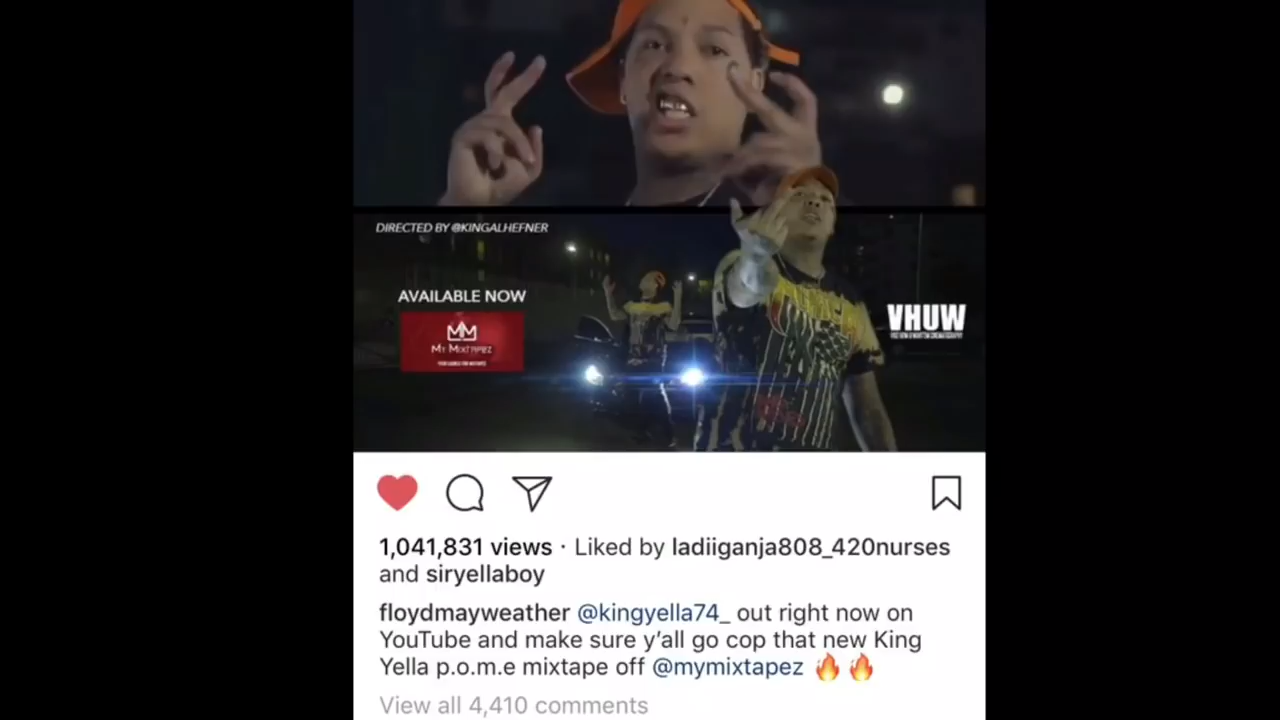 DIRECTED BY @KINGALHEFNER
AVAILABLE NOW
VHUW
MY MIXTAPEZ
1,041,831 views · Liked by ladiiganja808_420nurses
and siryellaboy
floydmayweather @kingyella74_ out right now on
YouTube and make sure y’all go cop that new King
Yella p.o.m.e mixtape off @mymixtapez 🔥🔥
View all 4,410 comments